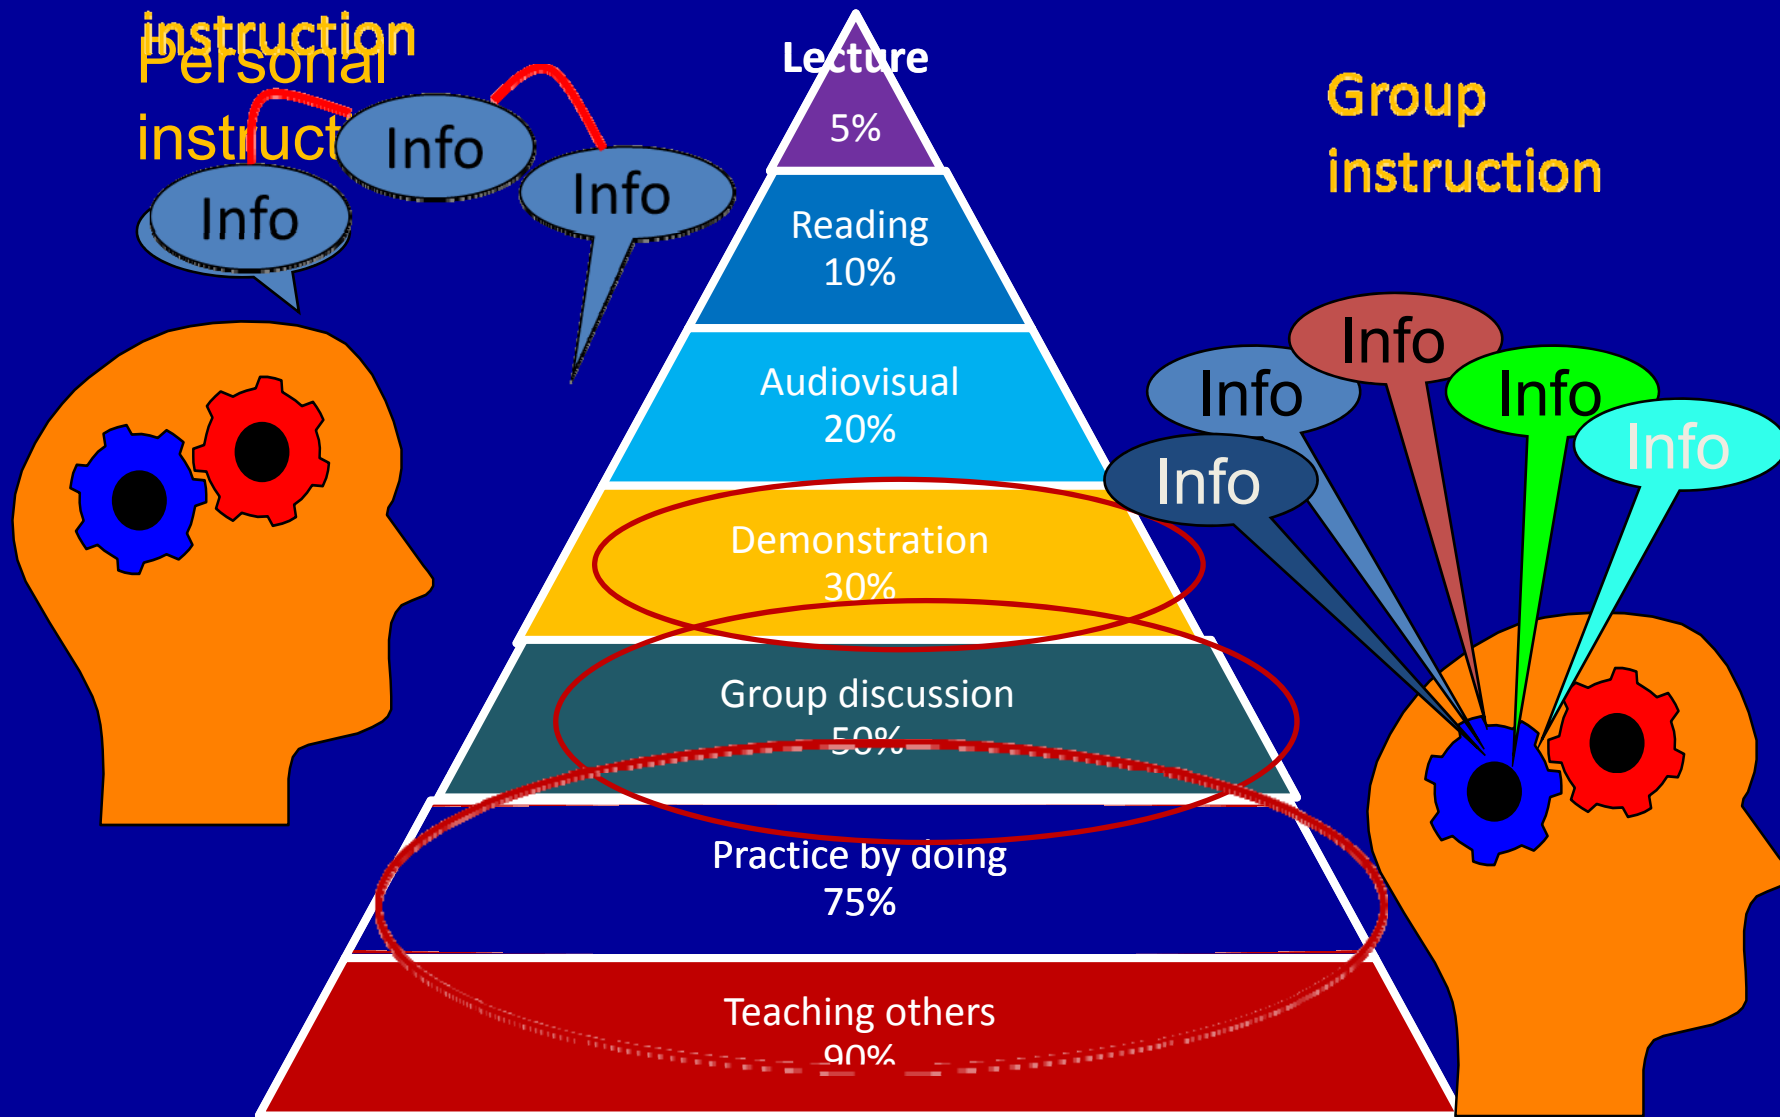 instruction
Personal
instruct
Info
Info
Info
Lecture
5%
Reading
10%
Audiovisual
20%
Demonstration
30%
Group discussion
50%
Practice by doing
75%
Teaching others
90%
Group
instruction
Info
Info
Info
Info
Info